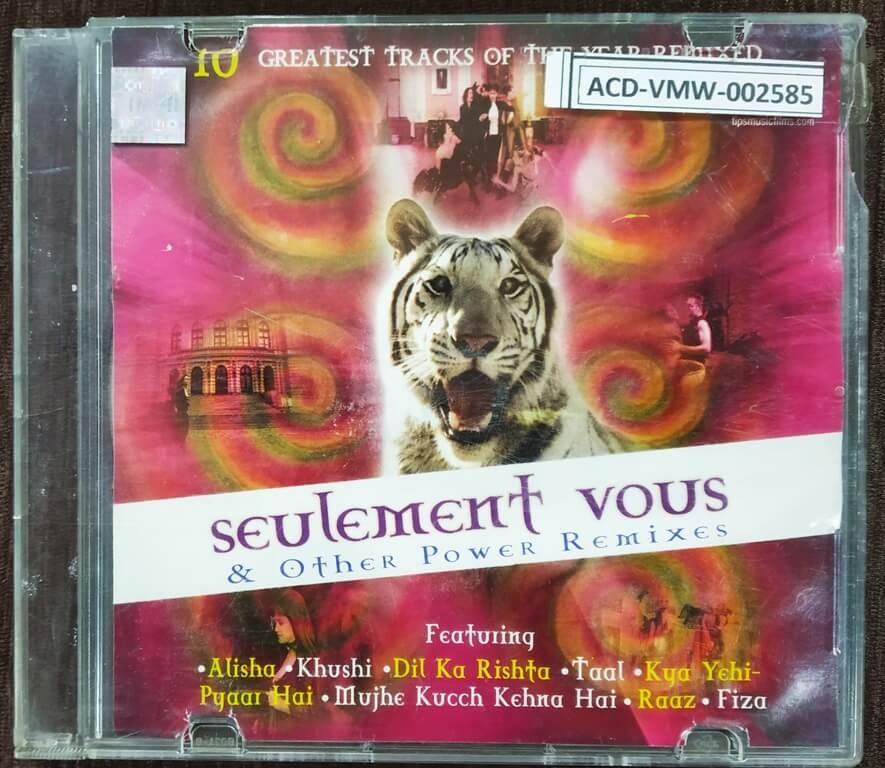 10 GREATEST TRACKS OF THE YEAR REMIXED
ACD-VMW-002585
tipsmusicfilms.com
SEULEMENT VOUS
& OTHER POWER REMIXES
Featuring
•Alisha •Khushi •Dil Ka Rishta •Taal •Kya Yehi-
Pyaar Hai •Mujhe Kucch Kehna Hai •Raaz •Fiza